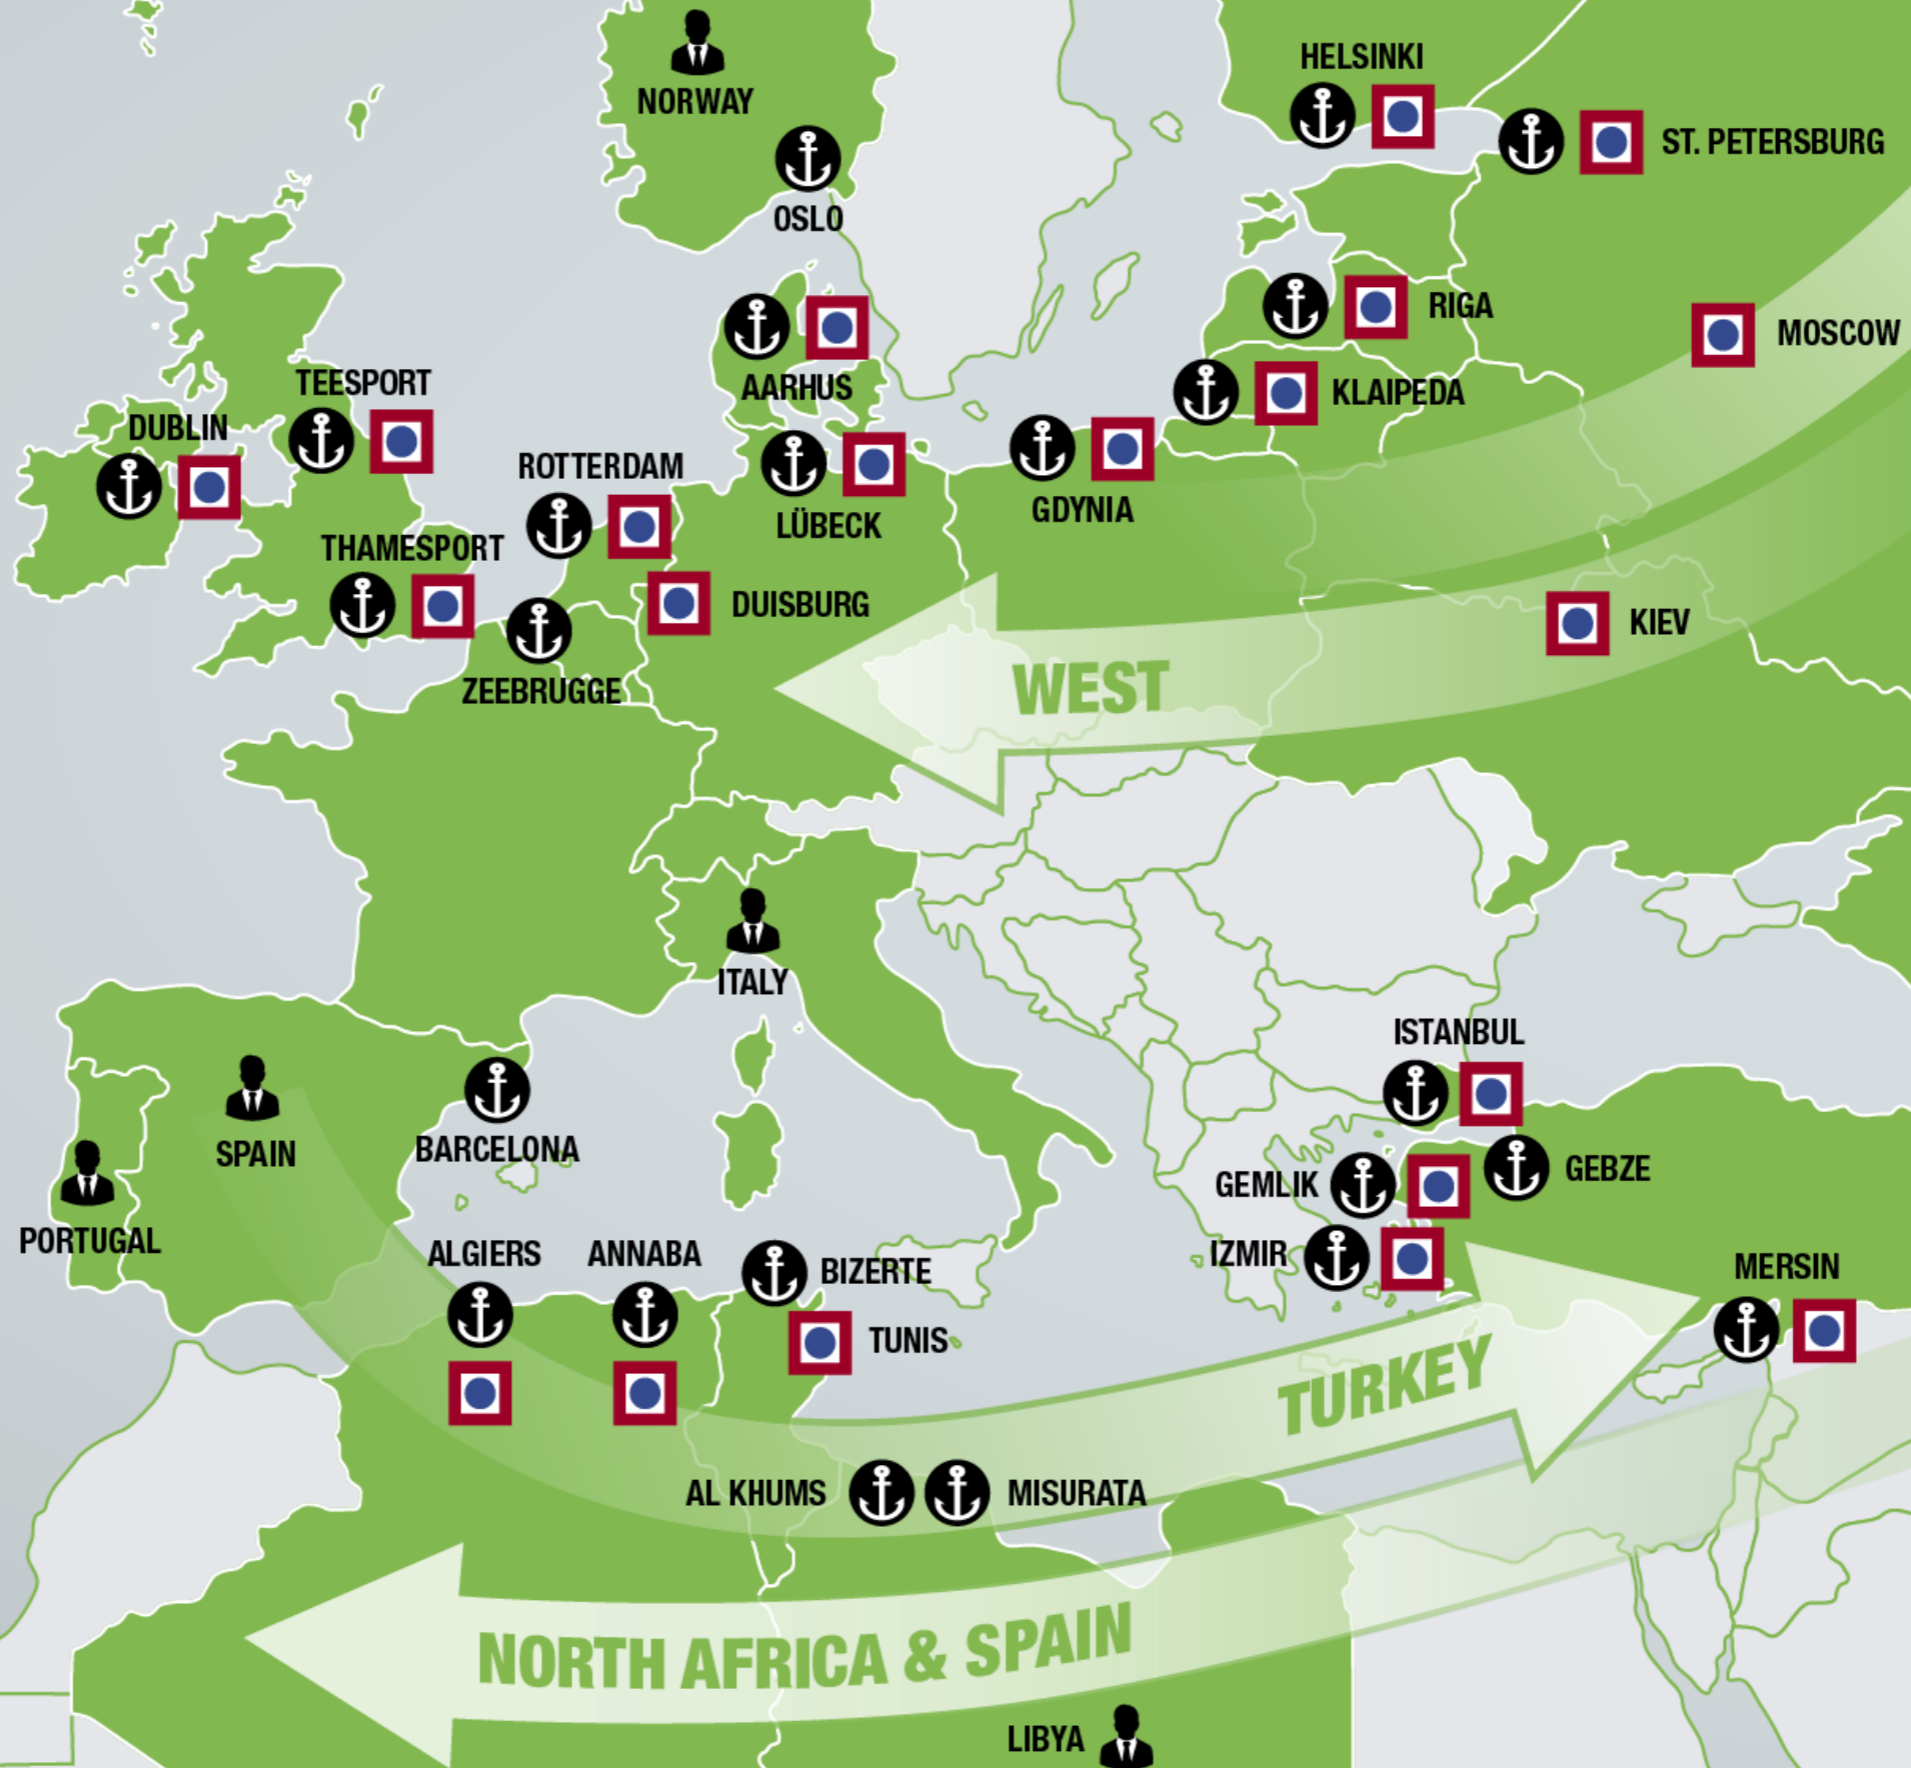 NORWAY
HELSINKI
ST. PETERSBURG
OSLO
RIGA
MOSCOW
AARHUS
KLAIPEDA
TEESPORT
DUBLIN
ROTTERDAM
LÜBECK
GDYNIA
THAMESPORT
DUISBURG
KIEV
ZEEBRUGGE
WEST
ITALY
ISTANBUL
SPAIN
BARCELONA
GEMLIK
GEBZE
PORTUGAL
ALGIERS
ANNABA
BIZERTE
IZMIR
MERSIN
TUNIS
TURKEY
AL KHUMS
MISURATA
NORTH AFRICA & SPAIN
LIBYA